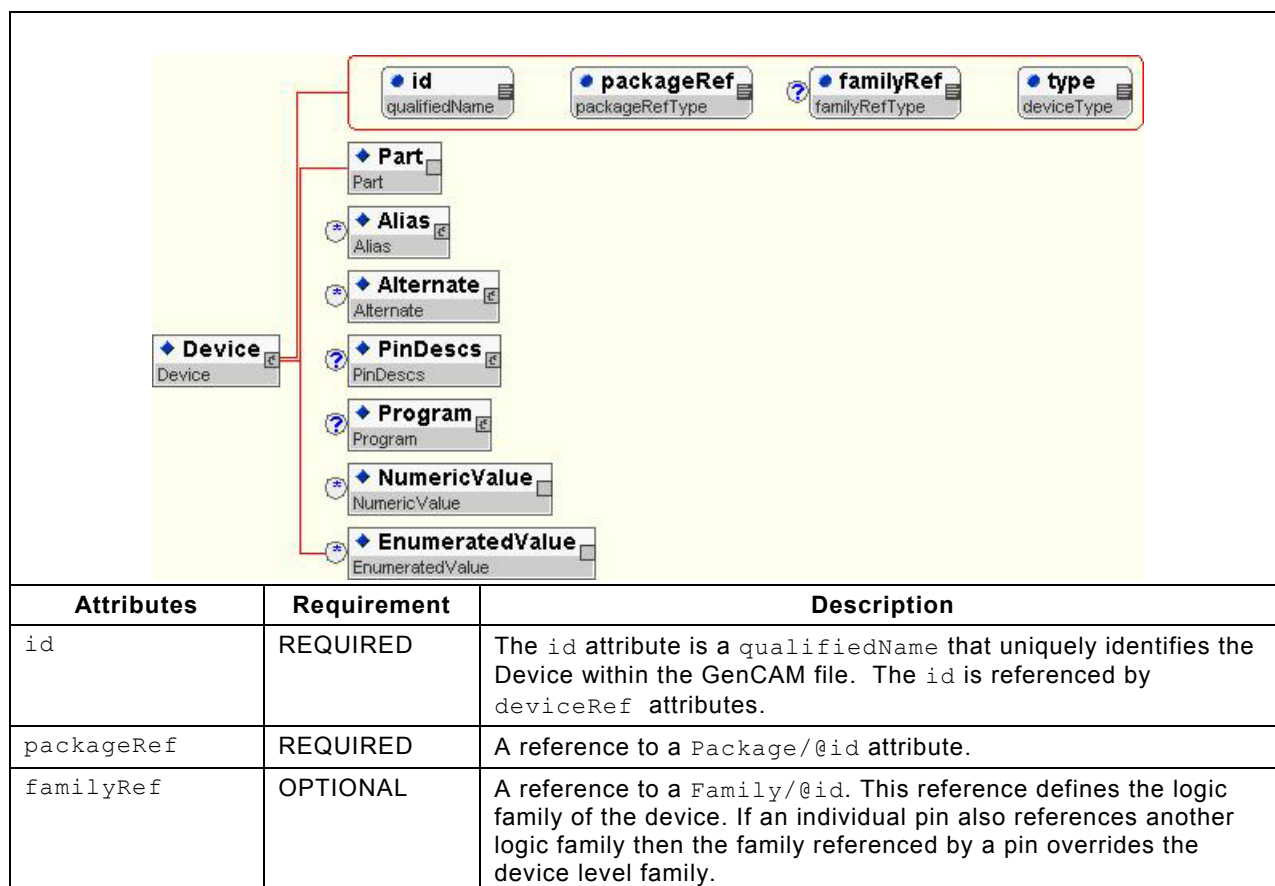 id
qualifiedName
packageRef
packageRefType
? familyRef
familyRefType
type
deviceType
Part
Part
* Alias
Alias
* Alternate
Alternate
Device
Device
? PinDescs
PinDescs
? Program
Program
* NumericValue
NumericValue
* EnumeratedValue
EnumeratedValue
Attributes Requirement Description
id REQUIRED The id attribute is a qualifiedName that uniquely identifies the
Device within the GenCAM file. The id is referenced by
deviceRef attributes.
packageRef REQUIRED A reference to a Package/@id attribute.
familyRef OPTIONAL A reference to a Family/@id. This reference defines the logic
family of the device. If an individual pin also references another
logic family then the family referenced by a pin overrides the
device level family.